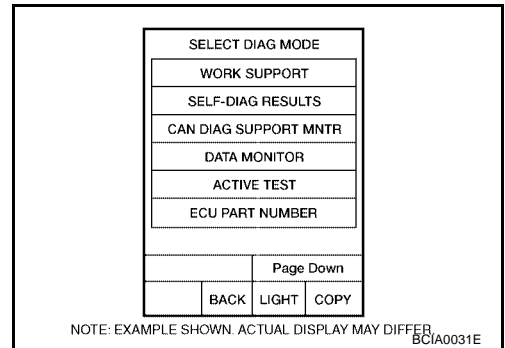 SELECT DIAG MODE
WORK SUPPORT
SELF-DIAG RESULTS
CAN DIAG SUPPORT MNTR
DATA MONITOR
ACTIVE TEST
ECU PART NUMBER
Page Down
BACK LIGHT COPY
NOTE: EXAMPLE SHOWN. ACTUAL DISPLAY MAY DIFFER.
BCIA0031E